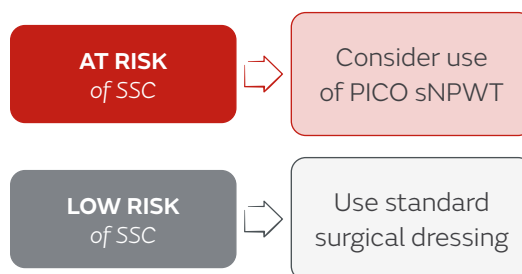 AT RISK
of SSC
Consider use
of PICO sNPWT
LOW RISK
of SSC
Use standard
surgical dressing